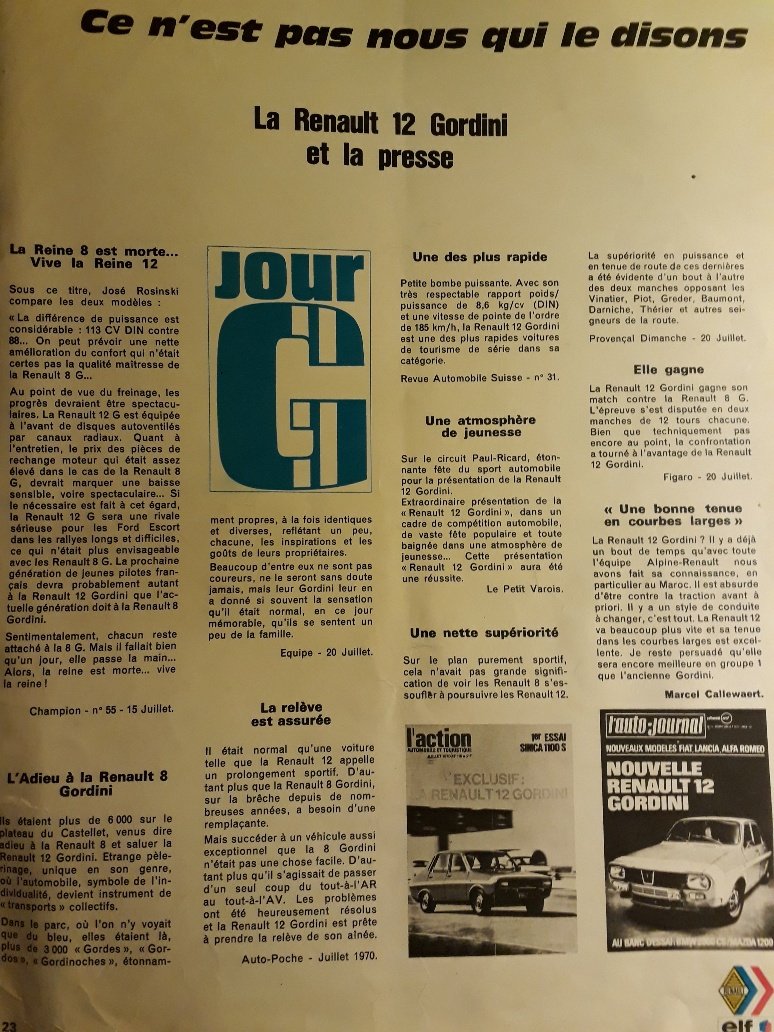 Ce n'est pas nous qui le disons
La Renault 12 Gordini
et la presse
La Reine 8 est morte...
Vive la Reine 12
Sous ce titre, José Rosinski
compare les deux modèles :
« La différence de puissance est
considérable : 113 CV DIN contre
88... On peut prévoir une nette
amélioration du confort qui n'était
certes pas la qualité maîtresse de
la Renault 8 G...
Au point de vue du freinage, les
progrès devraient être spectacu-
laires. La Renault 12 G est équipée
à l'avant de disques autoventilés
par canaux radiaux. Quant à
l'entretien, le prix des pièces de
rechange moteur qui était assez
élevé dans le cas de la Renault 8
G, devrait marquer une baisse
sensible, voire spectaculaire... Si
le nécessaire est fait à cet égard,
la Renault 12 G sera une rivale
sérieuse pour les Ford Escort
dans les rallyes longs et difficiles,
ce qui n'était plus envisageable
avec les Renault 8 G. La prochaine
génération de jeunes pilotes fran-
çais devra probablement autant
à la Renault 12 Gordini que l'ac-
tuelle génération doit à la Renault 8
Gordini.
Sentimentalement, chacun reste
attaché à la 8 G. Mais il fallait bien
qu'un jour, elle passe la main...
Alors, la reine est morte... vive
la reine !
Champion - n° 55 - 15 Juillet.
L'Adieu à la Renault 8
Gordini
Ils étaient plus de 6 000 sur le
plateau du Castellet, venus dire
adieu à la Renault 8 et saluer la
Renault 12 Gordini. Etrange pèle-
rinage, unique en son genre,
où l'automobile, symbole de l'in-
dividualité, devient instrument de
« transports » collectifs.
Dans le parc, où l'on n'y voyait
que du bleu, elles étaient là,
plus de 3 000 « Gordes », « Gor-
dos », « Gordinoches », étonnam-
23
jour
G
ment propres, à la fois identiques
et diverses, reflétant un peu,
chacune, les inspirations et les
goûts de leurs propriétaires.
Beaucoup d'entre eux ne sont pas
coureurs, ne le seront sans doute
jamais, mais leur Gordini leur en
a donné si souvent la sensation
qu'il était normal, en ce jour
mémorable, qu'ils se sentent un
peu de la famille.
Equipe - 20 Juillet.
La relève
est assurée
Il était normal qu'une voiture
telle que la Renault 12 appelle
un prolongement sportif. D'au-
tant plus que la Renault 8 Gordini,
sur la brèche depuis de nom-
breuses années, a besoin d'une
remplaçante.
Mais succéder à un véhicule aussi
exceptionnel que la 8 Gordini
n'était pas une chose facile. D'au-
tant plus qu'il s'agissait de passer
d'un seul coup du tout-à-l'AR
au tout-à-l'AV. Les problèmes
ont été heureusement résolus
et la Renault 12 Gordini est prête
à prendre la relève de son aînée.
Auto-Poche - Juillet 1970.
Une des plus rapide
Petite bombe puissante. Avec son
très respectable rapport poids/
puissance de 8,6 kg/cv (DIN)
et une vitesse de pointe de l'ordre
de 185 km/h, la Renault 12 Gordini
est une des plus rapides voitures
de tourisme de série dans sa
catégorie.
Revue Automobile Suisse - n° 31.
Une atmosphère
de jeunesse
Sur le circuit Paul-Ricard, éton-
nante fête du sport automobile
pour la présentation de la Renault
12 Gordini.
Extraordinaire présentation de la
« Renault 12 Gordini », dans un
cadre de compétition automobile,
de vaste fête populaire et toute
baignée dans une atmosphère de
jeunesse... Cette présentation
« Renault 12 Gordini » aura été
une réussite.
Le Petit Varois.
Une nette supériorité
Sur le plan purement sportif,
cela n'avait pas grande signifi-
cation de voir les Renault 8 s'es-
souffler à poursuivre les Renault 12.
l'action
AUTOMOBILE ET TOURISTIQUE
1er ESSAI
SIMCA 1100 S
EXCLUSIF :
LA RENAULT 12 GORDINI
La supériorité en puissance et
en tenue de route de ces dernières
a été évidente d'un bout à l'autre
des deux manches opposant les
Vinatier, Piot, Greder, Baumont,
Darniche, Thérier et autres sei-
gneurs de la route.
Provençal Dimanche - 20 Juillet.
Elle gagne
La Renault 12 Gordini gagne son
match contre la Renault 8 G.
L'épreuve s'est disputée en deux
manches de 12 tours chacune.
Bien que techniquement pas
encore au point, la confrontation
a tourné à l'avantage de la Renault
12 Gordini.
Figaro - 20 Juillet.
« Une bonne tenue
en courbes larges »
La Renault 12 Gordini ? Il y a déjà
un bout de temps qu'avec toute
l'équipe Alpine-Renault nous
avons fait sa connaissance, en
particulier au Maroc. Il est absurde
d'être contre la traction avant à
priori. Il y a un style de conduite
à changer, c'est tout. La Renault 12
va beaucoup plus vite et sa tenue
dans les courbes larges est excel-
lente. Je reste persuadé qu'elle
sera encore meilleure en groupe 1
que l'ancienne Gordini.
Marcel Callewaert.
l'auto-journal
NOUVEAUX MODELES FIAT LANCIA, ALFA ROMEO
NOUVELLE
RENAULT 12
GORDINI
AU BANC D'ESSAI
MAZDA 1200
RENAULT
elf